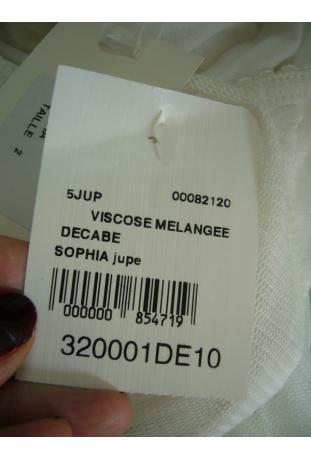 5JUP 00082120
VISCOSE MELANGEE
DECABE
SOPHIA jupe
000000 854719
320001DE10
TAILLE
2